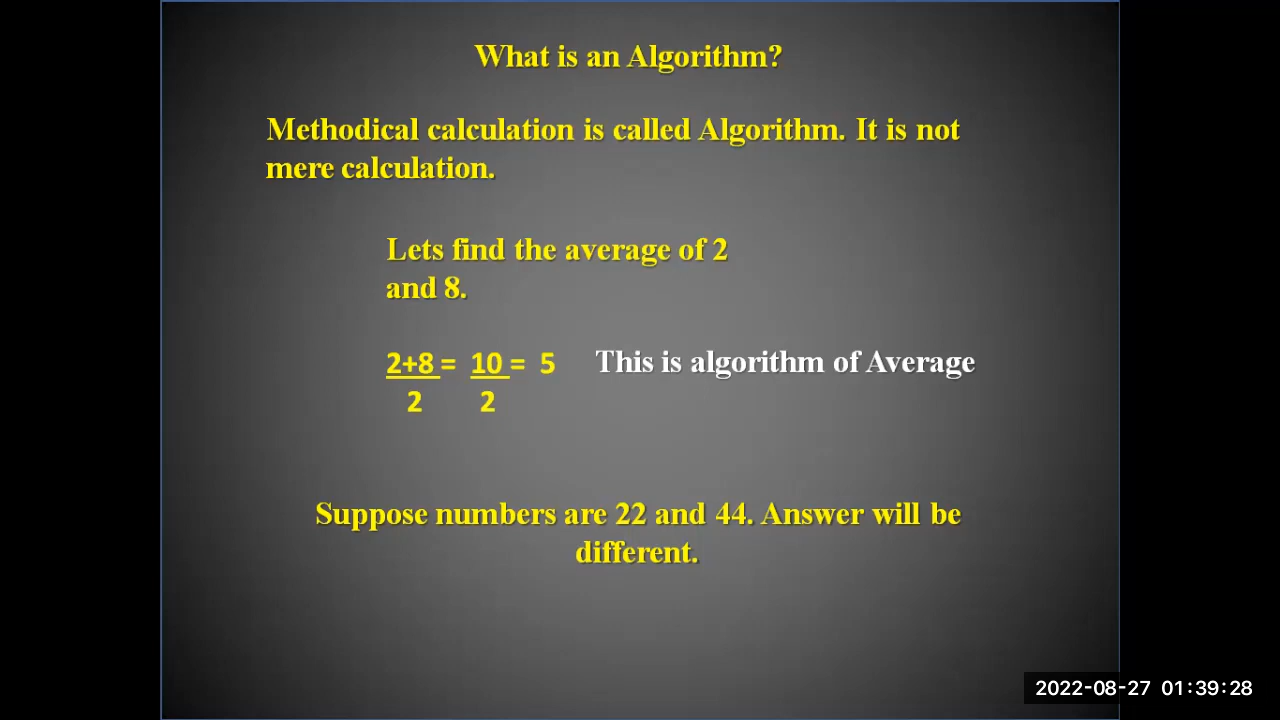 What is an Algorithm?
Methodical calculation is called Algorithm. It is not
mere calculation.
Lets find the average of 2
and 8.
2+8 = 10 = 5 This is algorithm of Average
2 2
Suppose numbers are 22 and 44. Answer will be
different.
2022-08-27 01:39:28